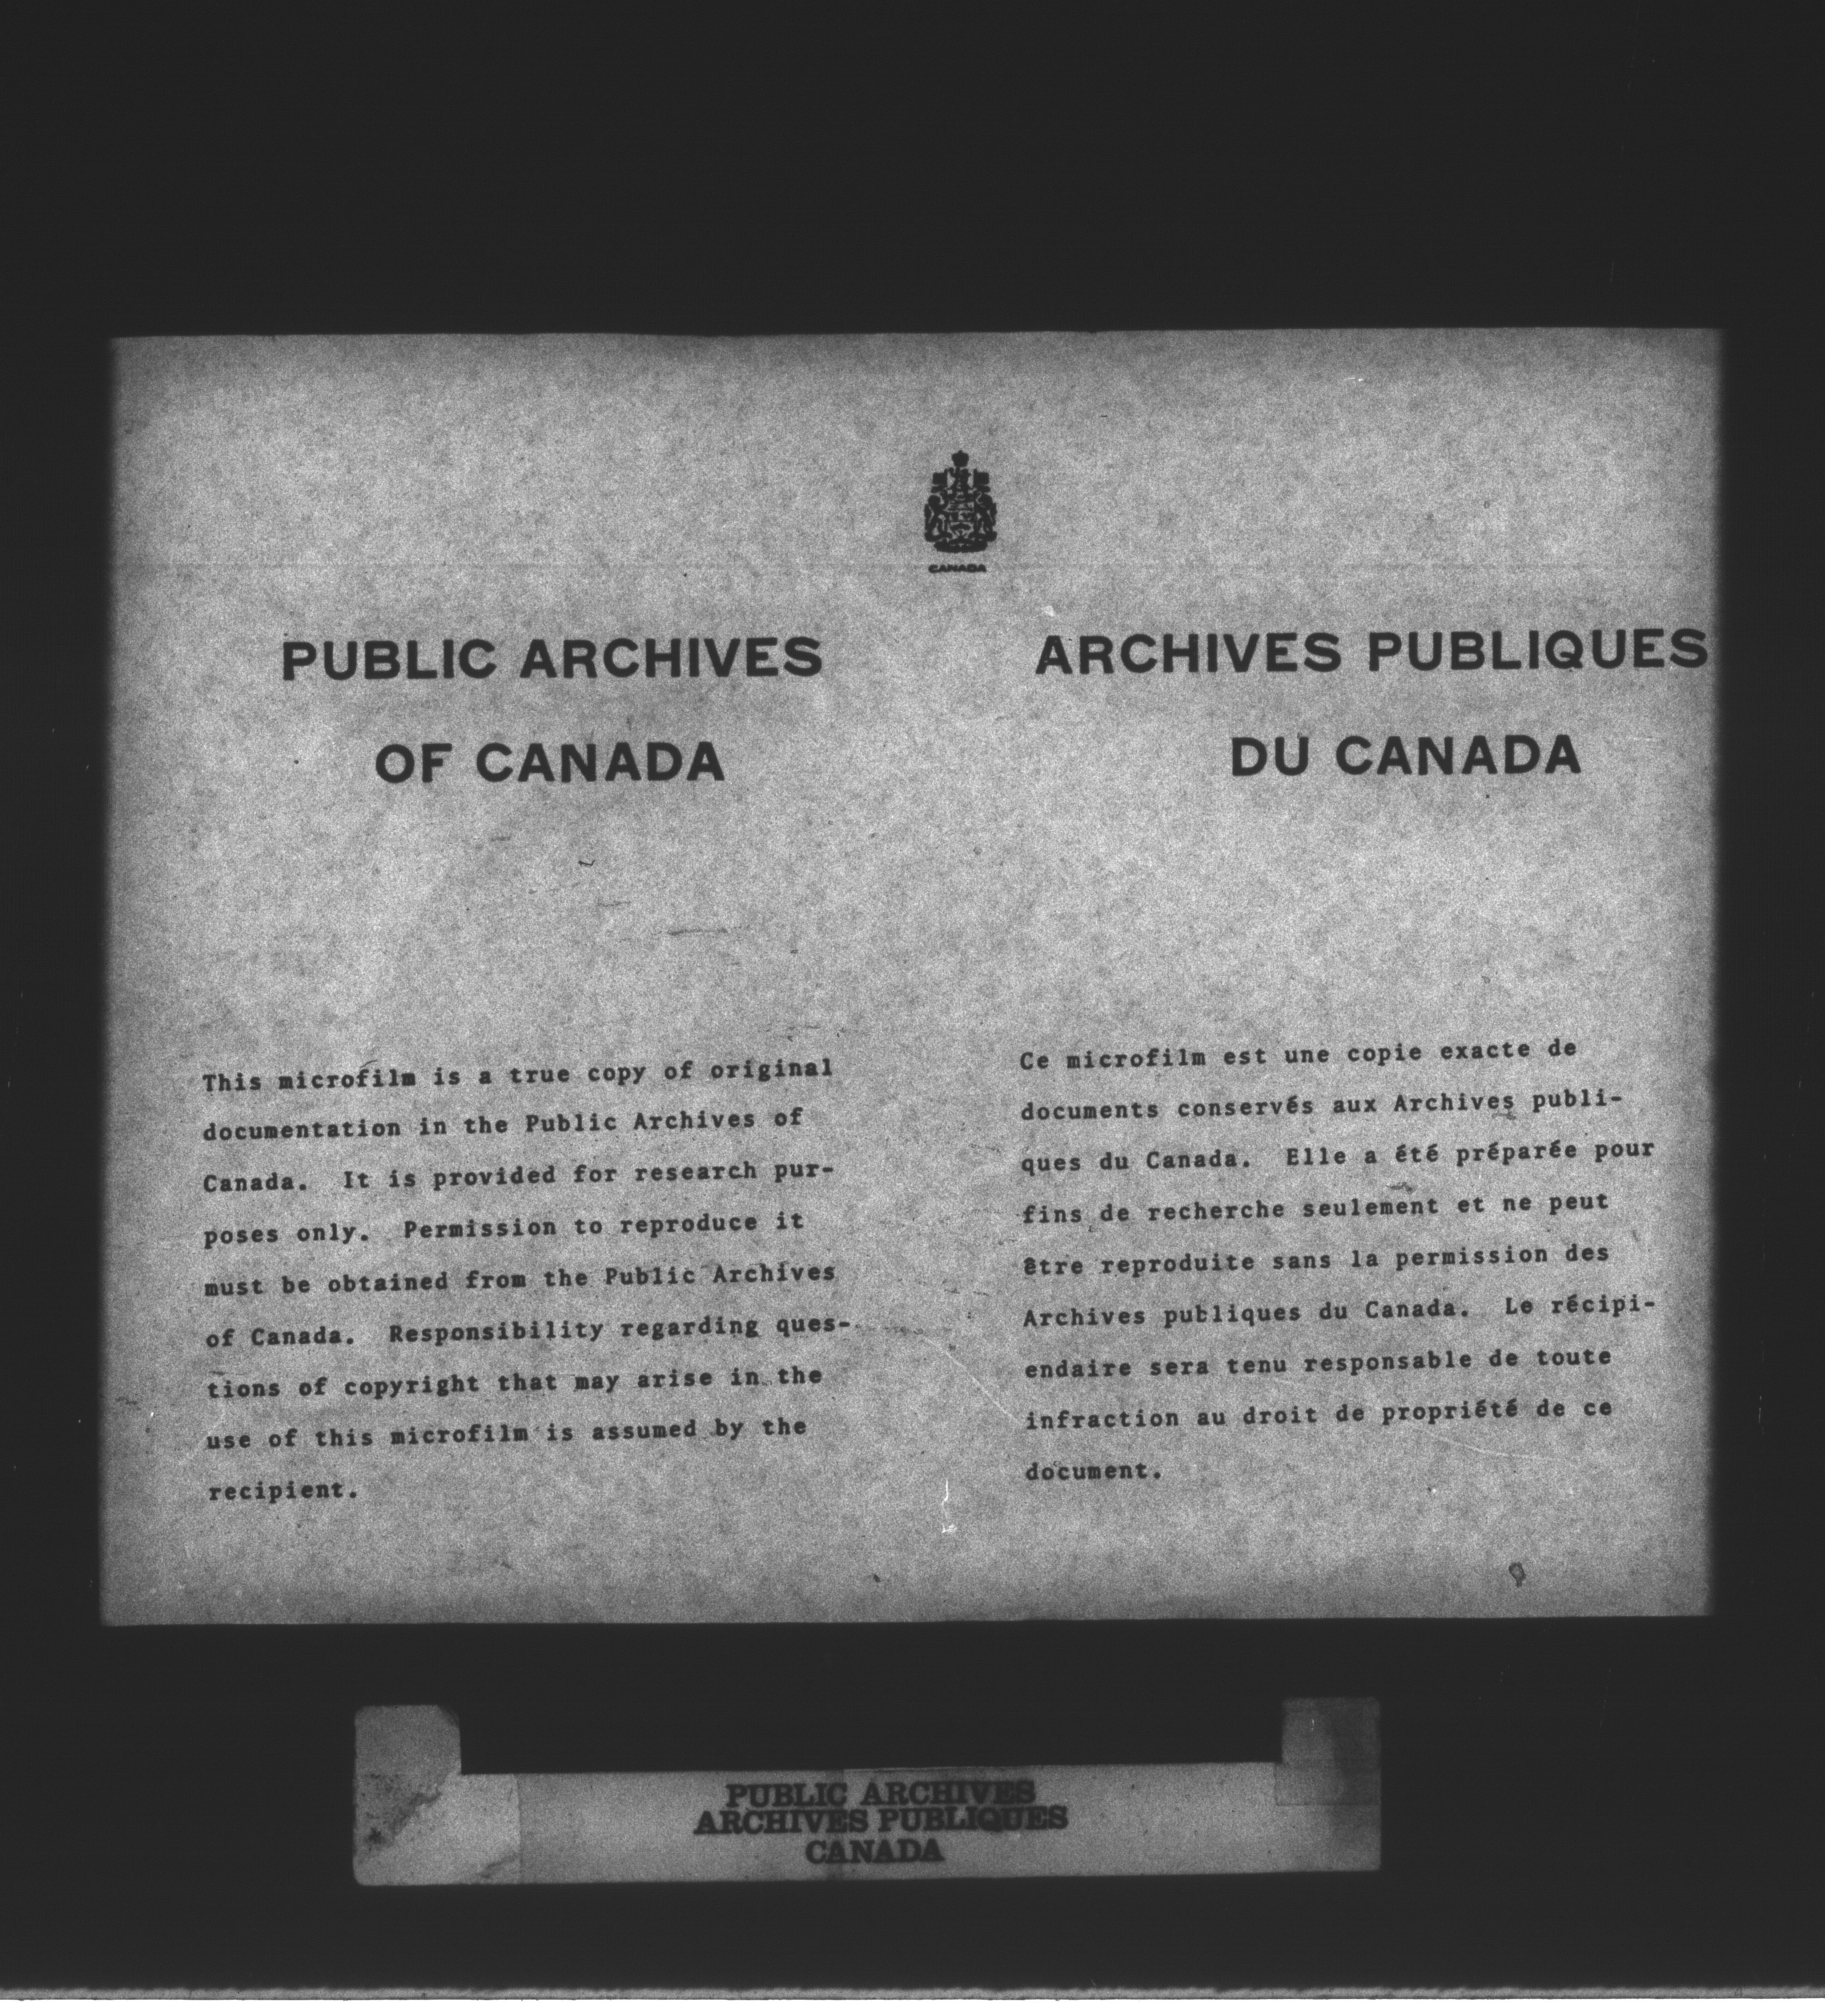 CANADA
PUBLIC ARCHIVES
OF CANADA
This microfilm is a true copy of original
documentation in the Public Archives of
Canada. It is provided for research pur-
poses only. Permission to reproduce it
must be obtained from the Public Archives
of Canada. Responsibility regarding ques-
tions of copyright that may arise in the
use of this microfilm is assumed by the
recipient.
ARCHIVES PUBLIQUES
DU CANADA
Ce microfilm est une copie exacte de
documents conservés aux Archives publi-
ques du Canada. Elle a été préparée pour
fins de recherche seulement et ne peut
être reproduite sans la permission des
Archives publiques du Canada. Le récipi-
endaire sera tenu responsable de toute
infraction au droit de propriété de ce
document.
PUBLIC ARCHIVES
ARCHIVES PUBLIQUES
CANADA